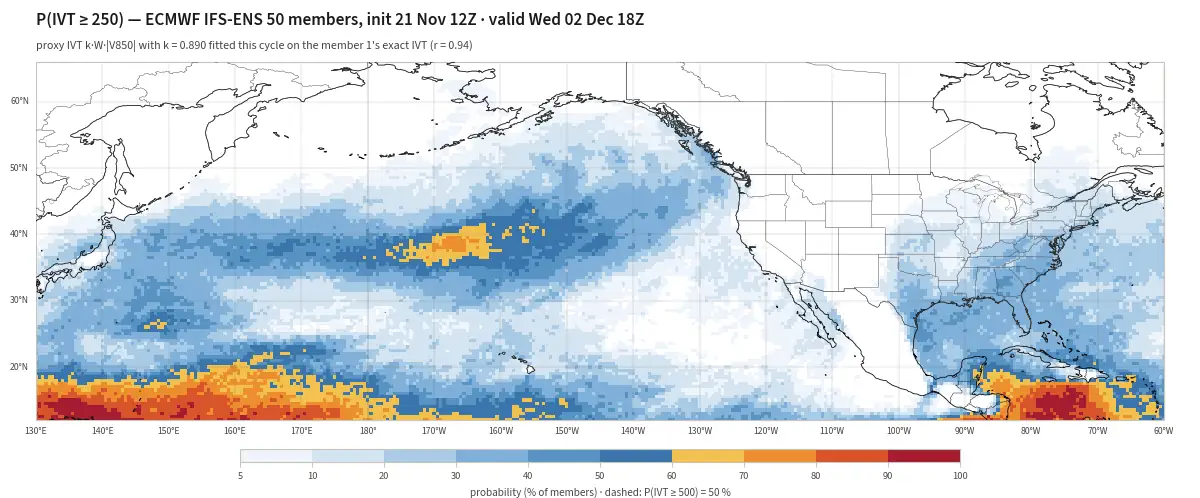 P(IVT ≥ 250) — ECMWF IFS-ENS 50 members, init 21 Nov 12Z · valid Wed 02 Dec 18Z
proxy IVT k·W·|V850| with k = 0.890 fitted this cycle on the member 1's exact IVT (r = 0.94)
60°N
50°N
40°N
30°N
20°N
130°E 140°E 150°E 160°E 170°E 180° 170°W 160°W 150°W 140°W 130°W 120°W 110°W 100°W 90°W 80°W 70°W 60°W
5 10 20 30 40 50 60 70 80 90 100
probability (% of members) · dashed: P(IVT ≥ 500) = 50 %